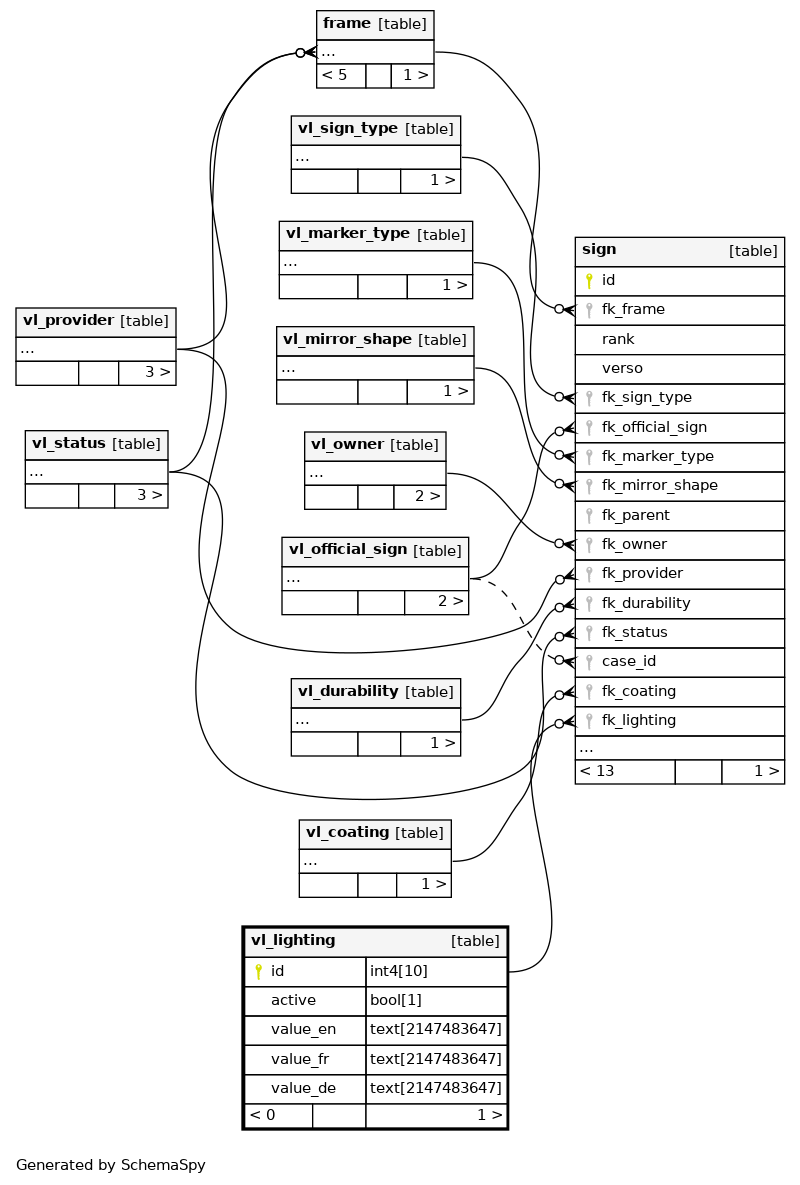 frame [table]
...
< 5 1 >
vl_sign_type [table]
...
1 >
vl_marker_type [table]
...
1 >
vl_mirror_shape [table]
...
1 >
vl_provider [table]
...
3 >
vl_status [table]
...
3 >
vl_owner [table]
...
2 >
vl_official_sign [table]
...
2 >
vl_durability [table]
...
1 >
vl_coating [table]
...
1 >
sign [table]
id
fk_frame
rank
verso
fk_sign_type
fk_official_sign
fk_marker_type
fk_mirror_shape
fk_parent
fk_owner
fk_provider
fk_durability
fk_status
case_id
fk_coating
fk_lighting
...
< 13 1 >
vl_lighting [table]
id int4[10]
active bool[1]
value_en text[2147483647]
value_fr text[2147483647]
value_de text[2147483647]
< 0 1 >
Generated by SchemaSpy